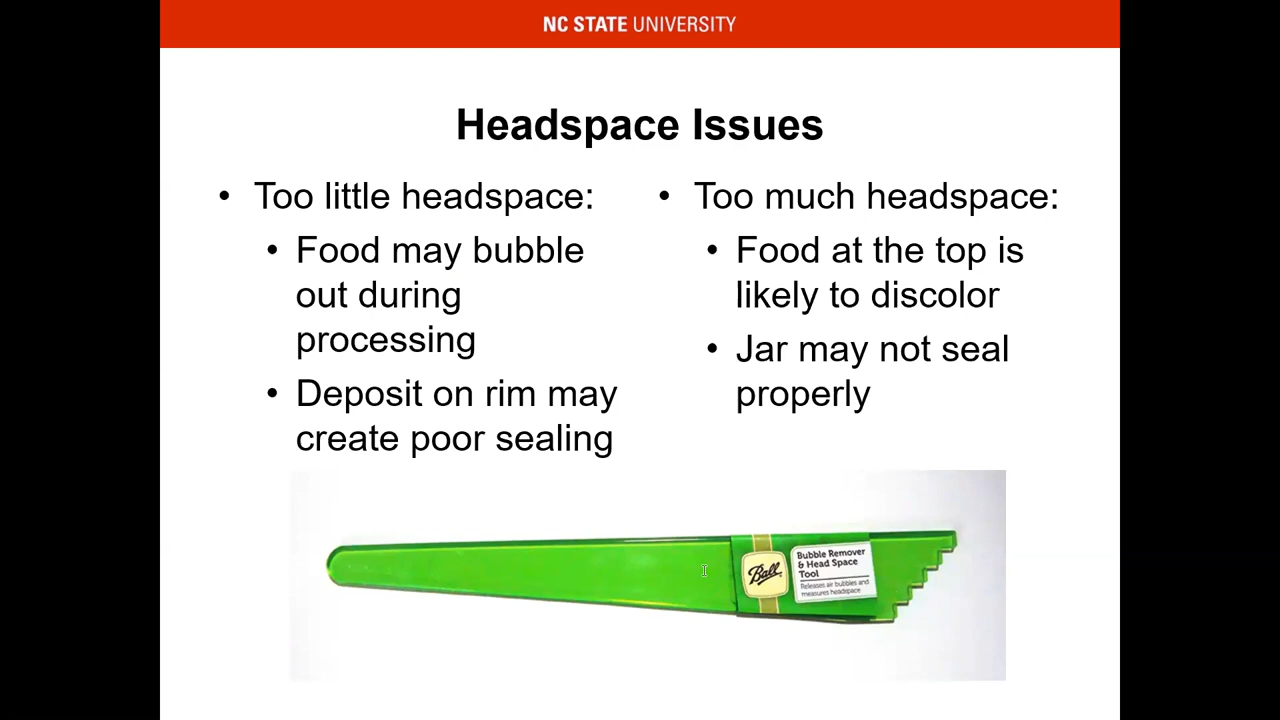 NC STATE UNIVERSITY
Headspace Issues
• Too little headspace:
• Food may bubble
out during
processing
• Deposit on rim may
create poor sealing
• Too much headspace:
• Food at the top is
likely to discolor
• Jar may not seal
properly
Ball
Bubble Remover
& Head Space
Tool
Releases air bubbles and
measures headspace